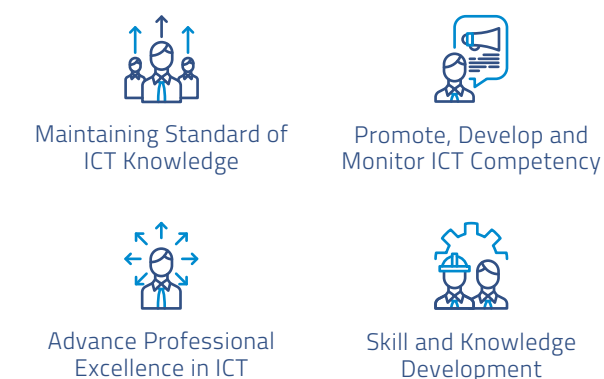 Maintaining Standard of
ICT Knowledge
Promote, Develop and
Monitor ICT Competency
Advance Professional
Excellence in ICT
Skill and Knowledge
Development